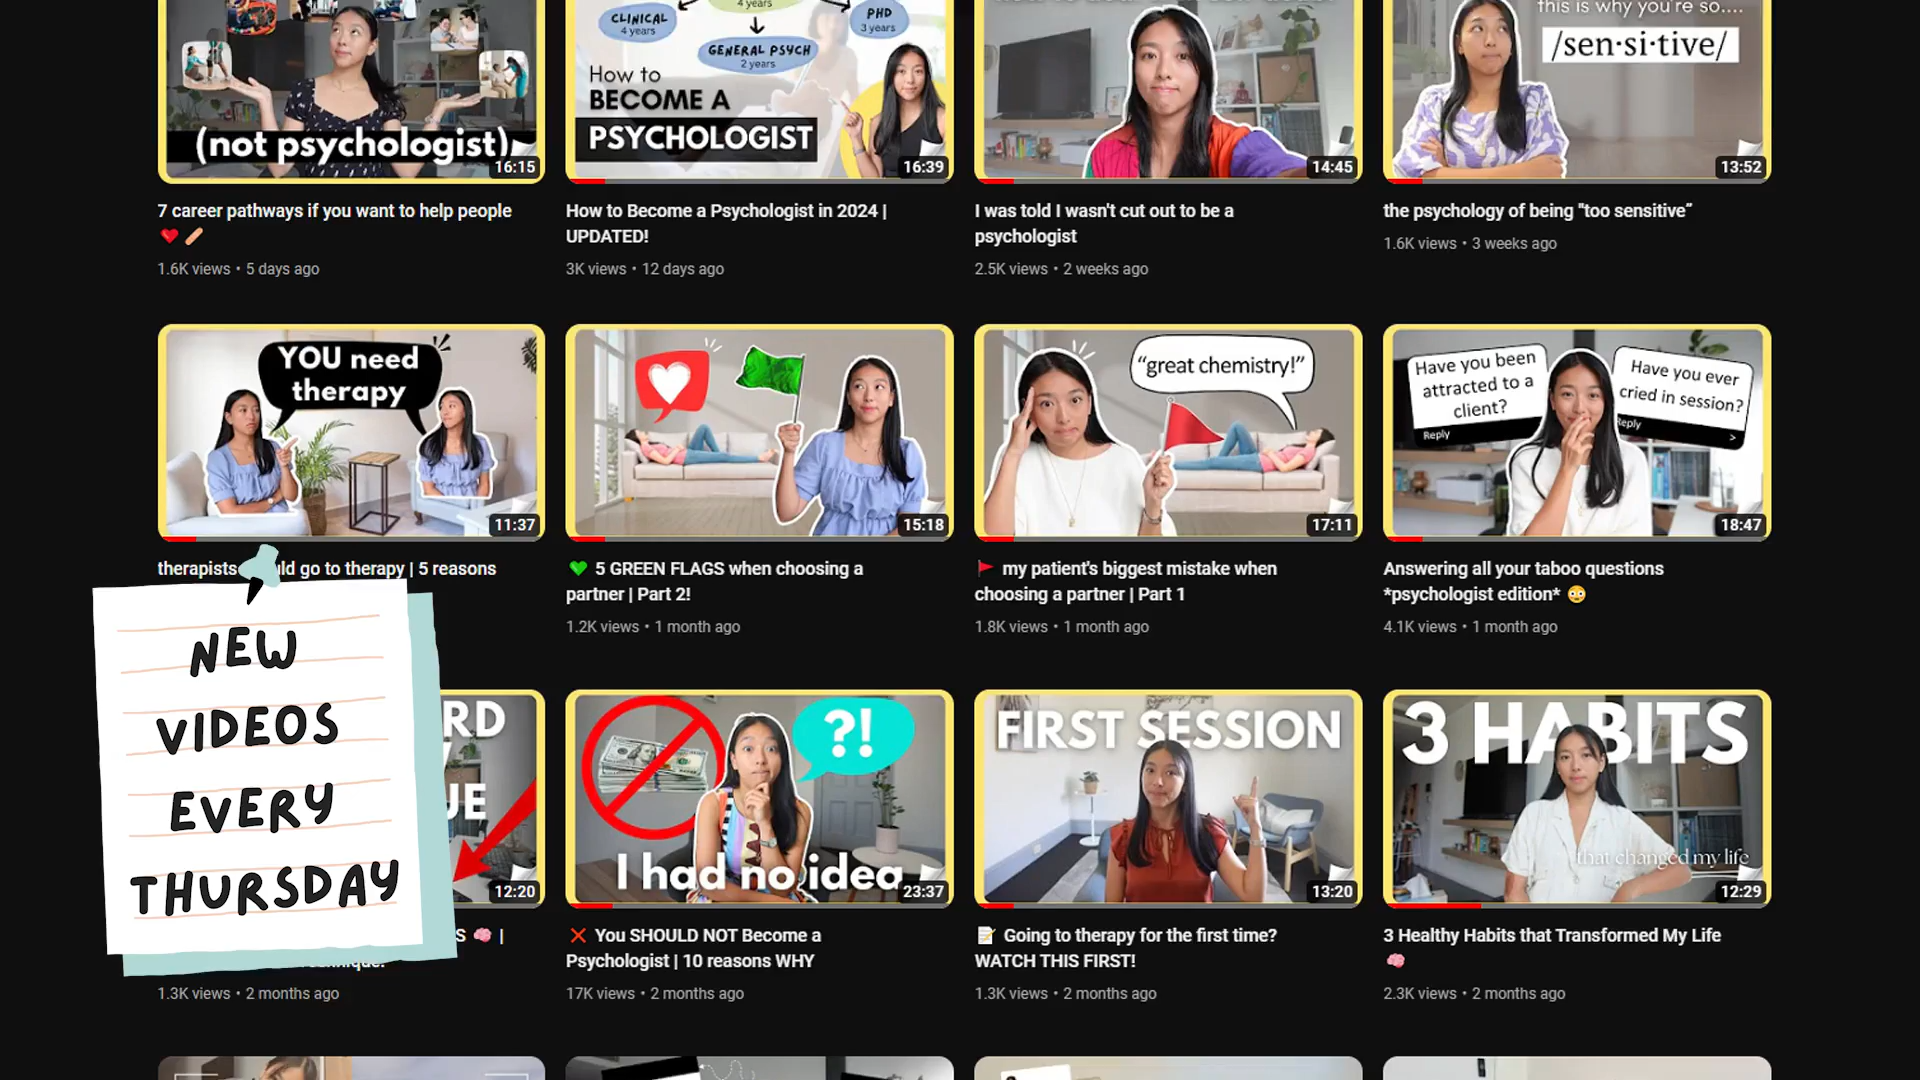 CLINICAL
4 years
4 years
PHD
3 years
GENERAL PSYCH
2 years
How to
BECOME A
PSYCHOLOGIST
this is why you're so....
/sen·si·tive/
(not psychologist)
16:15
16:39
14:45
13:52
7 career pathways if you want to help people
1.6K views • 5 days ago
How to Become a Psychologist in 2024 |
UPDATED!
3K views • 12 days ago
I was told I wasn't cut out to be a
psychologist
2.5K views • 2 weeks ago
the psychology of being "too sensitive"
1.6K views • 3 weeks ago
YOU need
therapy
"great chemistry!"
Have you been
attracted to a
client?
Reply
Have you ever
cried in session?
Reply
11:37
15:18
17:11
18:47
therapists go to therapy | 5 reasons
5 GREEN FLAGS when choosing a
partner | Part 2!
1.2K views • 1 month ago
my patient's biggest mistake when
choosing a partner | Part 1
1.8K views • 1 month ago
Answering all your taboo questions
*psychologist edition*
4.1K views • 1 month ago
NEW
VIDEOS
EVERY
THURSDAY
?!
I had no idea
FIRST SESSION
3 HABITS
that changed my life
12:20
23:37
13:20
12:29
1.3K views • 2 months ago
You SHOULD NOT Become a
Psychologist | 10 reasons WHY
17K views • 2 months ago
Going to therapy for the first time?
WATCH THIS FIRST!
1.3K views • 2 months ago
3 Healthy Habits that Transformed My Life
2.3K views • 2 months ago